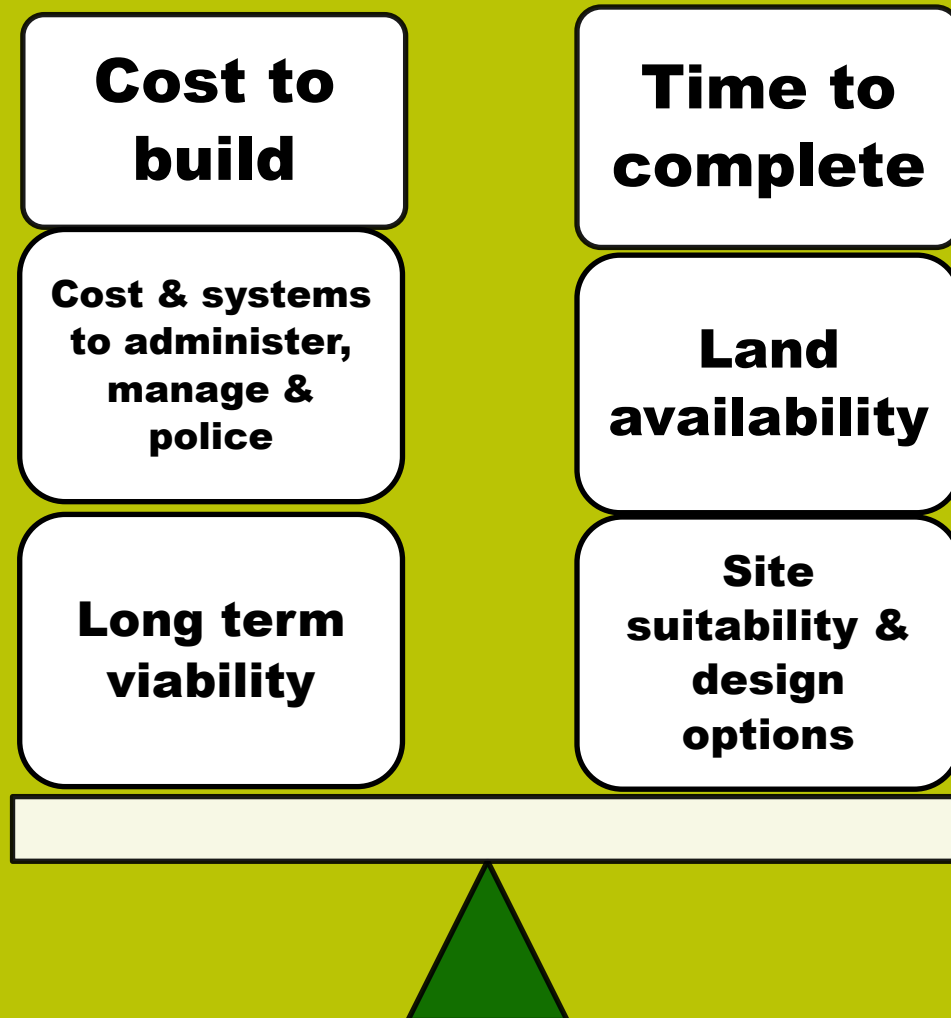 Cost to
build
Cost & systems
to administer,
manage &
police
Long term
viability
Time to
complete
Land
availability
Site
suitability &
design
options